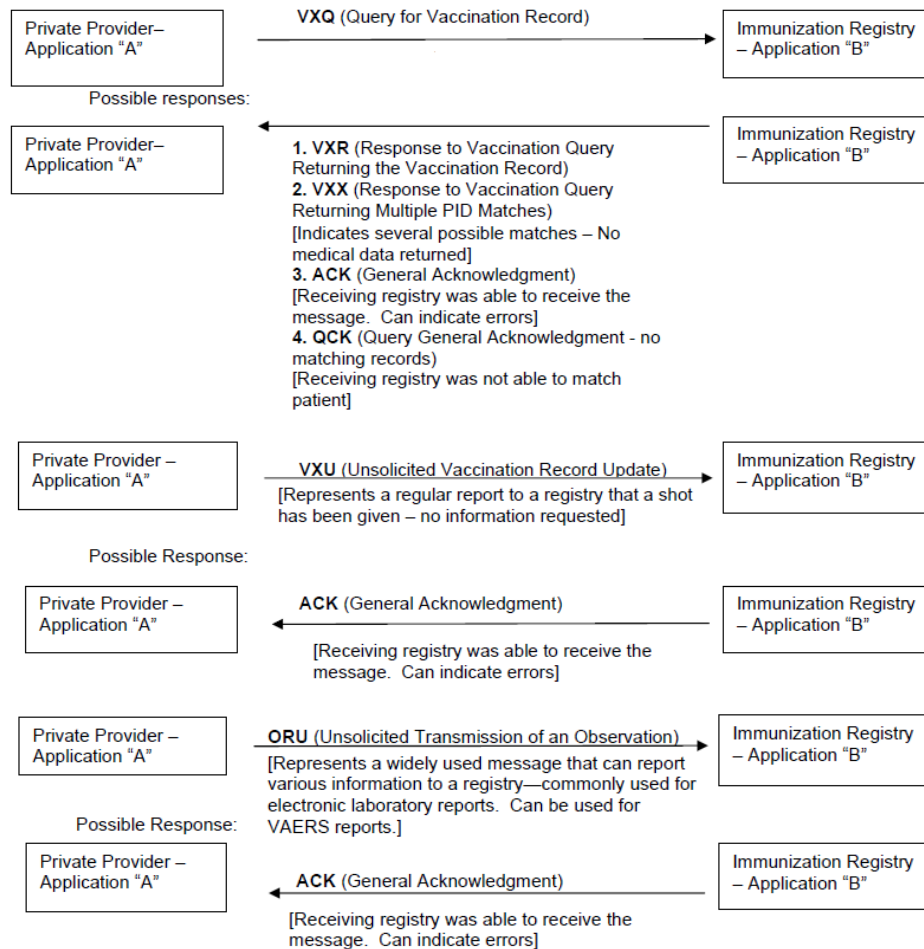 VXQ (Query for Vaccination Record)
Private Provider–
Application “A”
Immunization Registry
– Application “B”
Possible responses:
Private Provider–
Application “A”
Immunization Registry
– Application “B”
1. VXR (Response to Vaccination Query
Returning the Vaccination Record)
2. VXX (Response to Vaccination Query
Returning Multiple PID Matches)
[Indicates several possible matches – No
medical data returned]
3. ACK (General Acknowledgment)
[Receiving registry was able to receive the
message. Can indicate errors]
4. QCK (Query General Acknowledgment - no
matching records)
[Receiving registry was not able to match
patient]
Private Provider –
Application “A”
VXU (Unsolicited Vaccination Record Update)
[Represents a regular report to a registry that a shot
has been given – no information requested]
Immunization Registry
– Application “B”
Possible Response:
Private Provider –
Application “A”
ACK (General Acknowledgment)
[Receiving registry was able to receive the
message. Can indicate errors]
Immunization Registry
– Application “B”
Private Provider –
Application “A”
ORU (Unsolicited Transmission of an Observation)
[Represents a widely used message that can report
various information to a registry—commonly used for
electronic laboratory reports. Can be used for
VAERS reports.]
Immunization Registry
– Application “B”
Possible Response:
Private Provider –
Application “A”
ACK (General Acknowledgment)
[Receiving registry was able to receive the
message. Can indicate errors]
Immunization Registry
– Application “B”